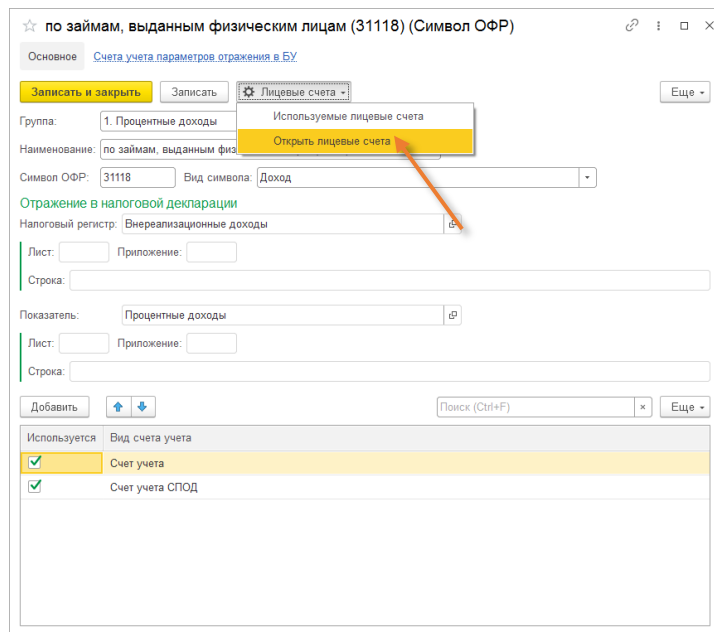 по займам, выданным физическим лицам (31118) (Символ ОФР)
Основное Счета учета параметров отражения в БУ
Записать и закрыть Записать Лицевые счета Еще
Используемые лицевые счета
Группа: 1. Процентные доходы
Открыть лицевые счета
Наименование: по займам, выданным физ
Символ ОФР: 31118 Вид символа: Доход
Отражение в налоговой декларации
Налоговый регистр: Внереализационные доходы
Лист: Приложение:
Строка:
Показатель: Процентные доходы
Лист: Приложение:
Строка:
Добавить Поиск (Ctrl+F) × Еще
Используется Вид счета учета
Счет учета
Счет учета СПОД